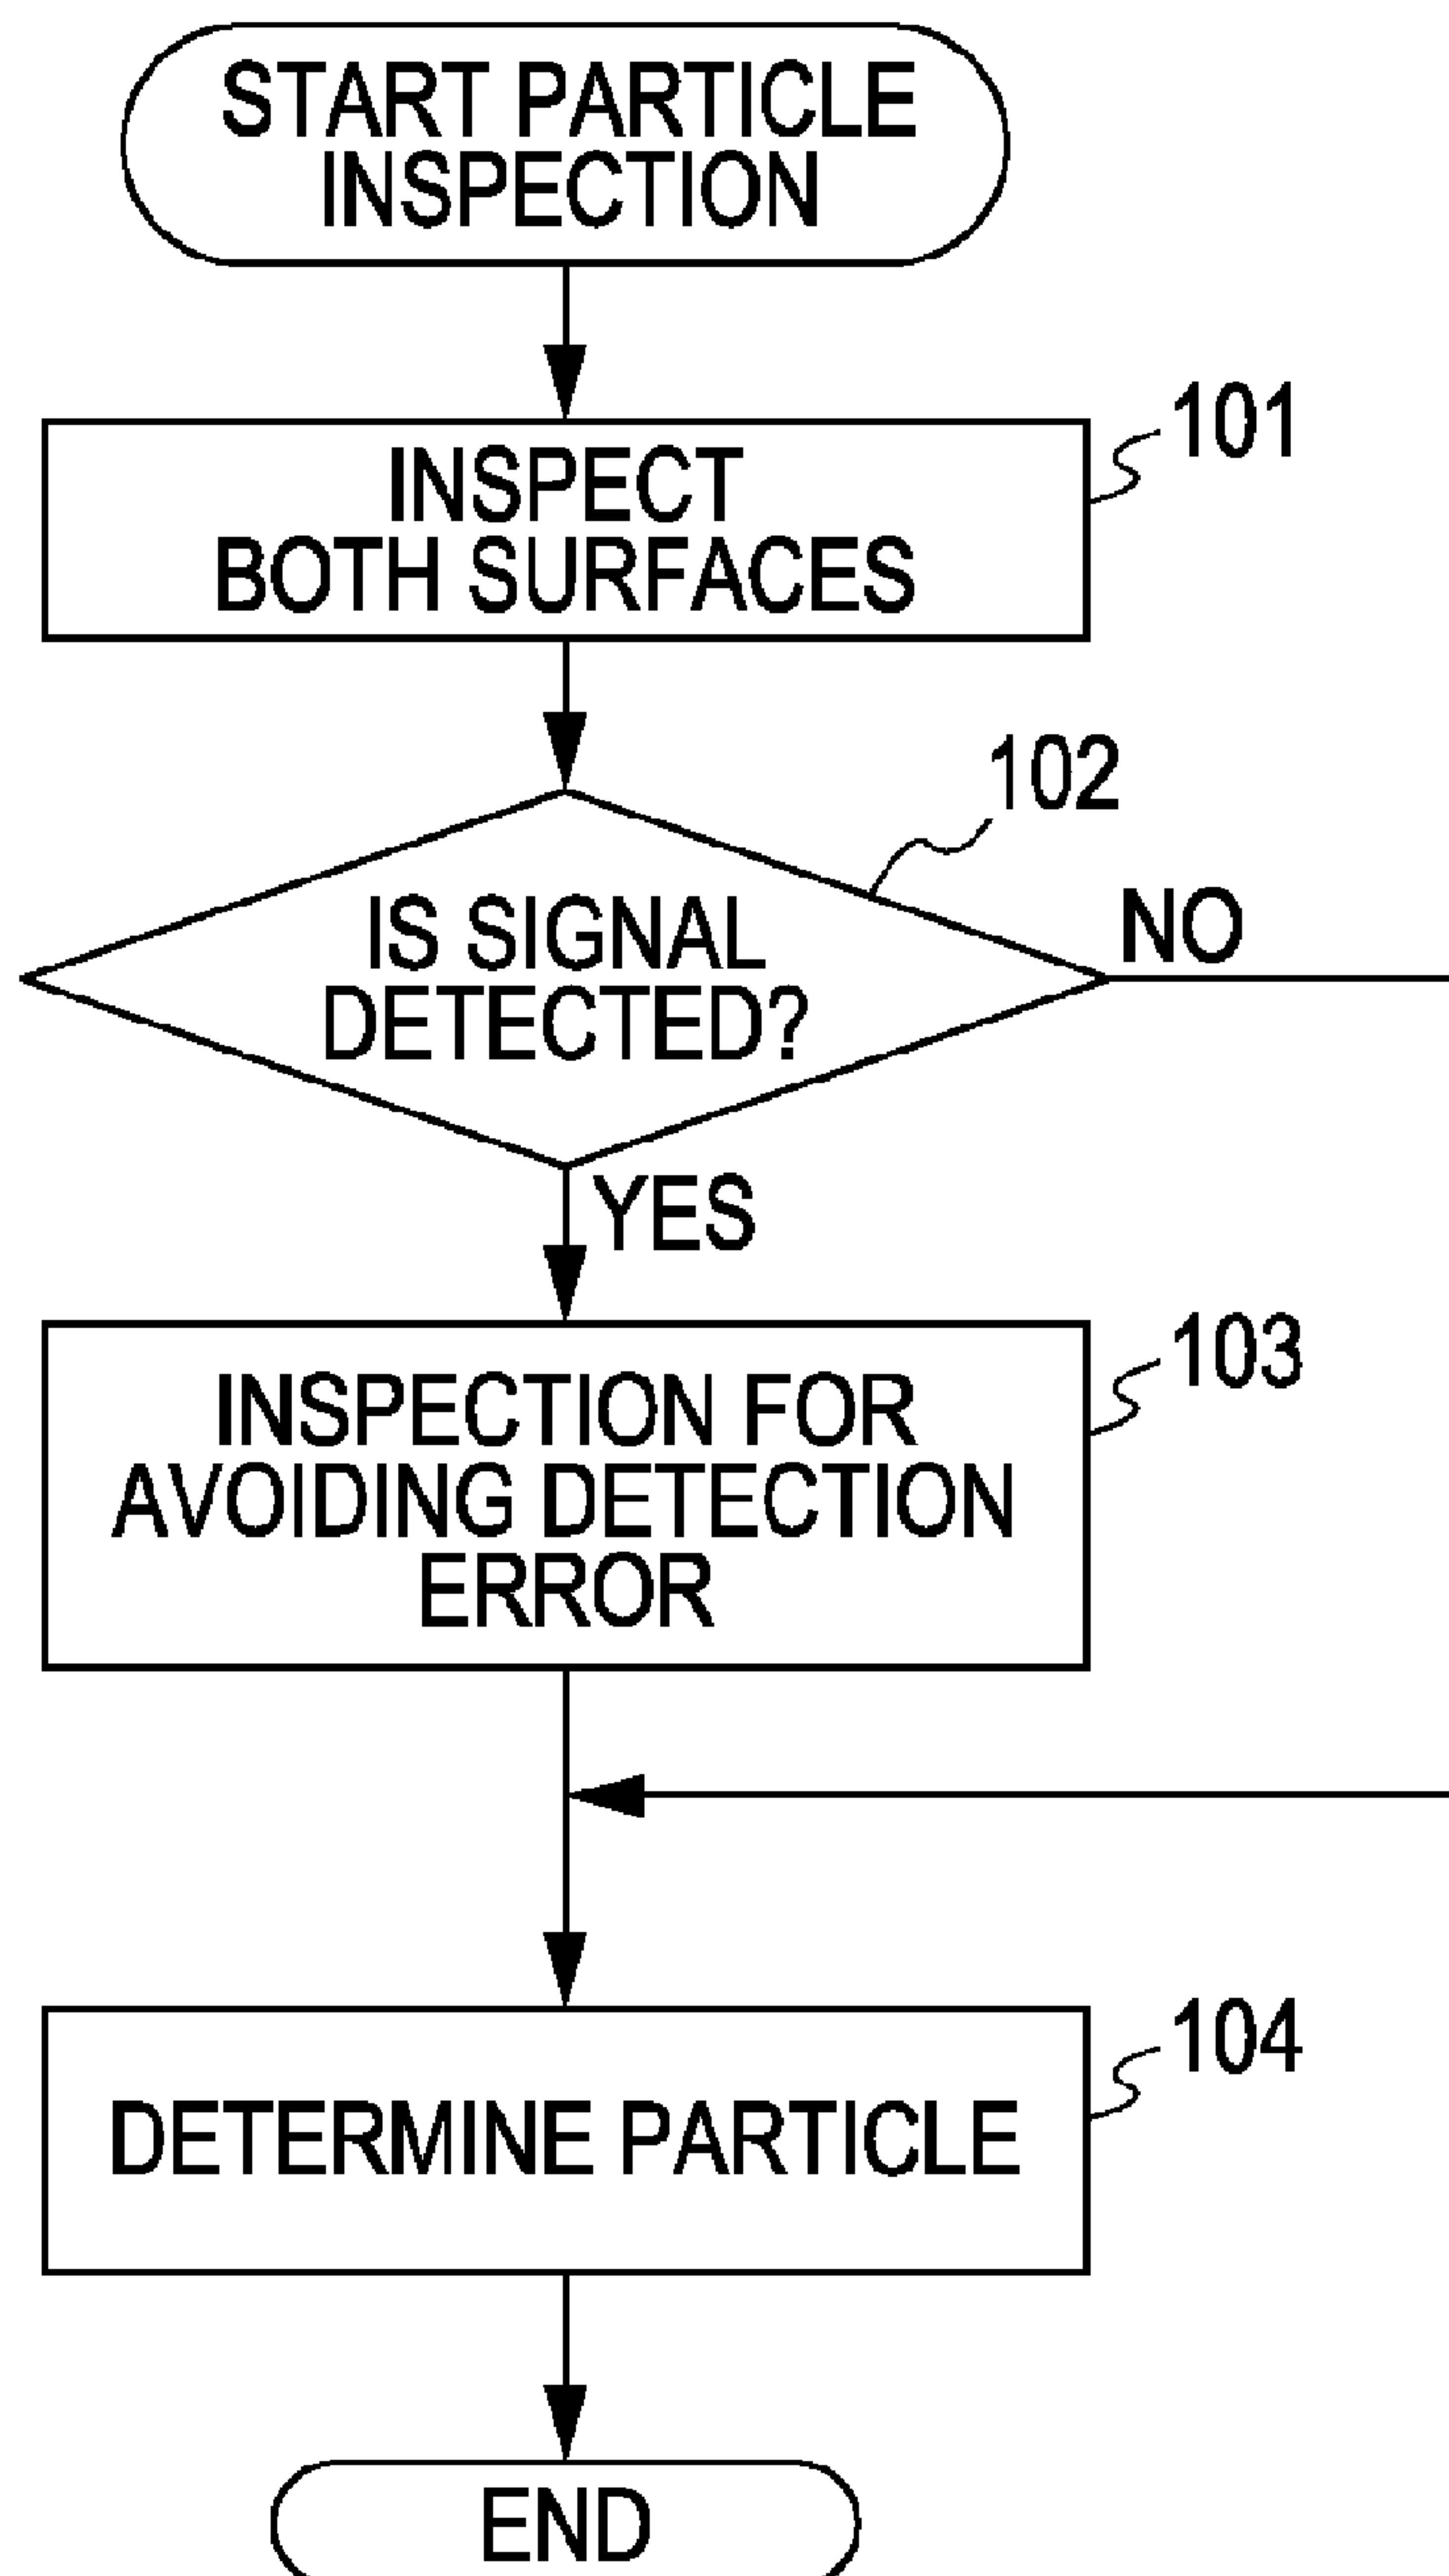 START PARTICLE
INSPECTION
101
INSPECT
BOTH SURFACES
102
IS SIGNAL
DETECTED?
NO
YES
103
INSPECTION FOR
AVOIDING DETECTION
ERROR
104
DETERMINE PARTICLE
END